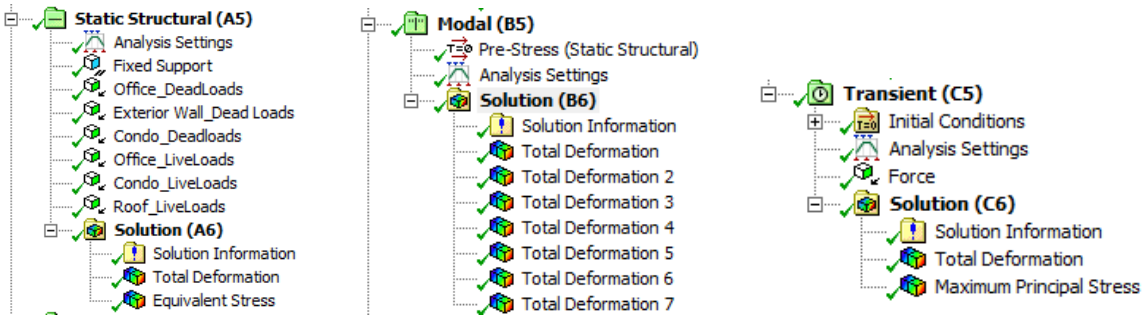 Static Structural (A5)
Analysis Settings
Fixed Support
Office_DeadLoads
Exterior Wall_Dead Loads
Condo_Deadloads
Office_LiveLoads
Condo_LiveLoads
Roof_LiveLoads
Solution (A6)
Solution Information
Total Deformation
Equivalent Stress
Modal (B5)
T=0 Pre-Stress (Static Structural)
Analysis Settings
Solution (B6)
Solution Information
Total Deformation
Total Deformation 2
Total Deformation 3
Total Deformation 4
Total Deformation 5
Total Deformation 6
Total Deformation 7
Transient (C5)
T=0 Initial Conditions
Analysis Settings
Force
Solution (C6)
Solution Information
Total Deformation
Maximum Principal Stress